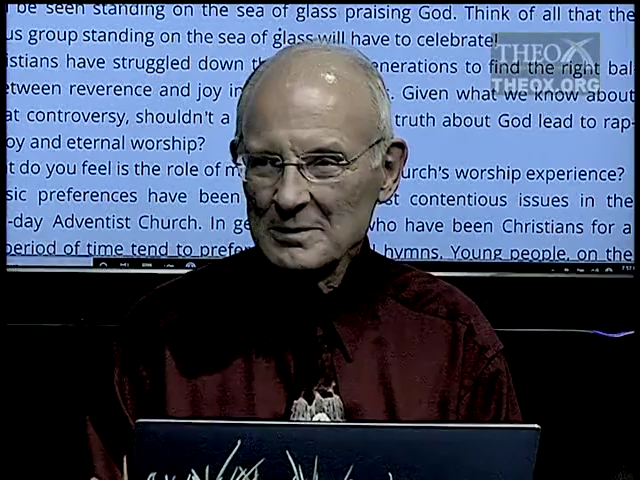 be seen standing on the sea of glass praising God. Think of all that the
us group standing on the sea of glass will have to celebrate!
istians have struggled down enerations to find the right bal-
etween reverence and joy in Given what we know about
at controversy, shouldn't a truth about God lead to rap-
oy and eternal worship?
t do you feel is the role of m urch's worship experience?
sic preferences have been st contentious issues in the
-day Adventist Church. In ge who have been Christians for a
period of time tend to prefer hymns. Young people, on the
THEOX
THEOX.ORG